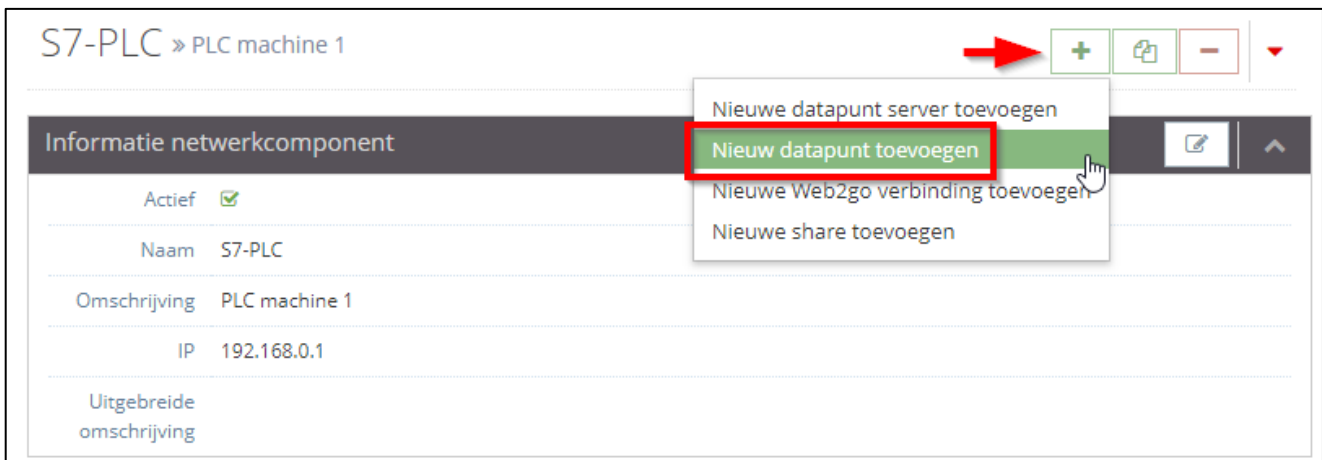 S7-PLC » PLC machine 1
Nieuwe datapunt server toevoegen
Informatie netwerkcomponent
Nieuw datapunt toevoegen
Actief
Nieuwe Web2go verbinding toevoegen
Naam S7-PLC
Nieuwe share toevoegen
Omschrijving PLC machine 1
IP 192.168.0.1
Uitgebreide
omschrijving